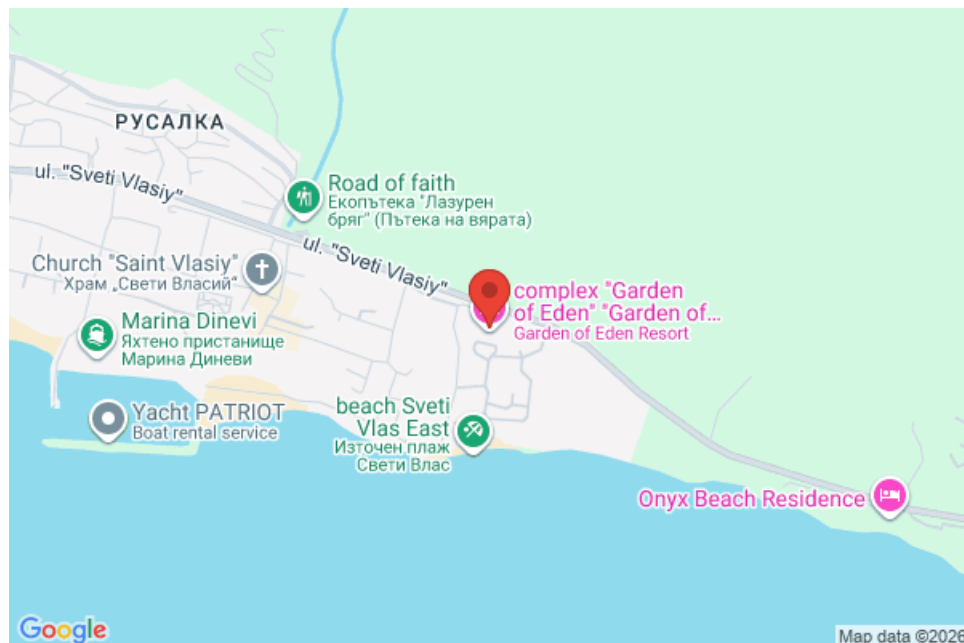 РУСАЛКА
ul. "Sveti Vlasiy"
Road of faith
Екопътека "Лазурен
бряг" (Пътека на вярата)
ul. "Sveti Vlasiy"
Church "Saint Vlasiy"
Храм „Свети Власий“
complex "Garden
of Eden" "Garden of...
Garden of Eden Resort
Marina Dinevi
Яхтено пристанище
Марина Диневи
Yacht PATRIOT
Boat rental service
beach Sveti
Vlas East
Източен плаж
Свети Влас
Onyx Beach Residence
Google
Map data ©2026